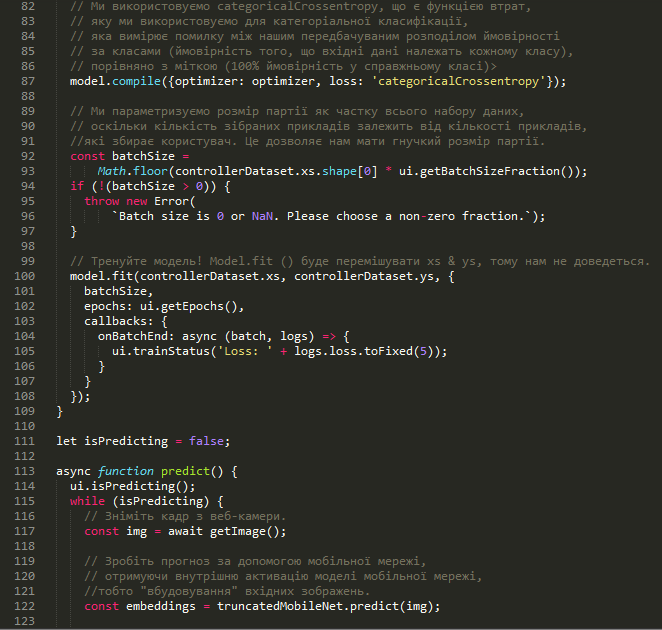 82 // Ми використовуємо categoricalCrossentropy, що є функцією втрат,
83 // яку ми використовуємо для категоріальної класифікації,
84 // яка вимірює помилку між нашим передбачуваним розподілом ймовірності
85 // за класами (ймовірність того, що вхідні дані належать кожному класу),
86 // порівняно з міткою (100% ймовірність у справжньому класі)>
87 model.compile({optimizer: optimizer, loss: 'categoricalCrossentropy'});
88
89 // Ми параметризуємо розмір партії як частку всього набору даних,
90 // оскільки кількість зібраних прикладів залежить від кількості прикладів,
91 //які збирає користувач. Це дозволяє нам мати гнучкий розмір партії.
92 const batchSize =
93 Math.floor(controllerDataset.xs.shape[0] * ui.getBatchSizeFraction());
94 if (!(batchSize > 0)) {
95 throw new Error(
96 `Batch size is 0 or NaN. Please choose a non-zero fraction.`);
97 }
98
99 // Тренуйте модель! Model.fit () буде перемішувати xs & ys, тому нам не доведеться.
100 model.fit(controllerDataset.xs, controllerDataset.ys, {
101 batchSize,
102 epochs: ui.getEpochs(),
103 callbacks: {
104 onBatchEnd: async (batch, logs) => {
105 ui.trainStatus('Loss: ' + logs.loss.toFixed(5));
106 }
107 }
108 });
109 }
110
111 let isPredicting = false;
112
113 async function predict() {
114 ui.isPredicting();
115 while (isPredicting) {
116 // Зніміть кадр з веб-камери.
117 const img = await getImage();
118
119 // Зробіть прогноз за допомогою мобільної мережі,
120 // отримуючи внутрішню активацію моделі мобільної мережі,
121 //тобто "вбудовування" вхідних зображень.
122 const embeddings = truncatedMobileNet.predict(img);
123